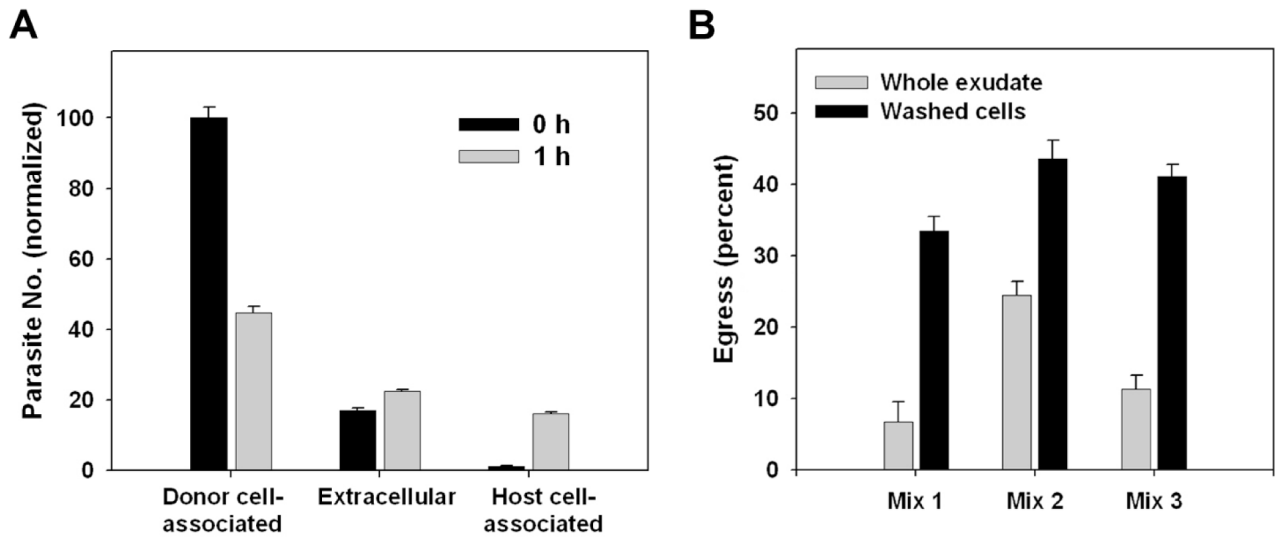 A
Parasite No. (normalized)
100
80
60
40
20
0
0 h
1 h
Donor cell-
associated
Extracellular
Host cell-
associated
B
Egress (percent)
50
40
30
20
10
0
Whole exudate
Washed cells
Mix 1
Mix 2
Mix 3